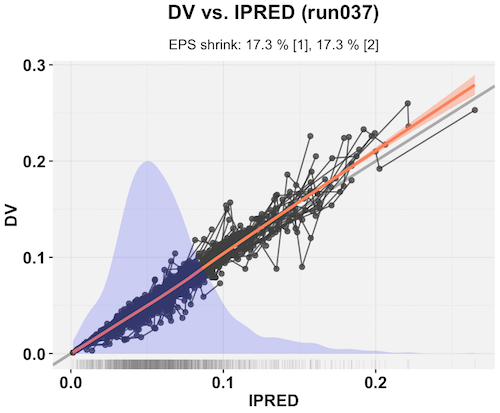 DV vs. IPRED (run037)
EPS shrink: 17.3 % [1], 17.3 % [2]
0.3
0.2
0.1
0.0
DV
0.0 0.1 0.2
IPRED